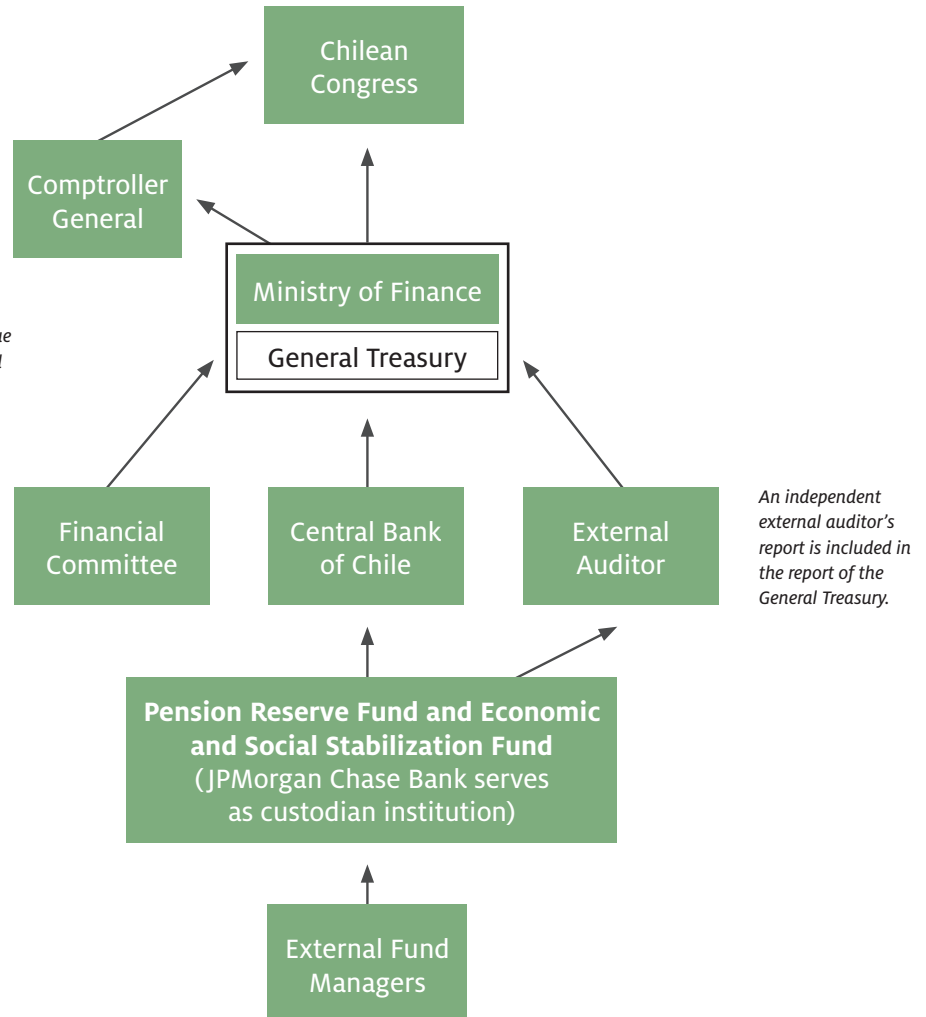 Chilean
Congress
Comptroller
General
Ministry of Finance
General Treasury
Financial
Committee
Central Bank
of Chile
External
Auditor
An independent
external auditor's
report is included in
the report of the
General Treasury.
Pension Reserve Fund and Economic
and Social Stabilization Fund
(JPMorgan Chase Bank serves
as custodian institution)
External Fund
Managers